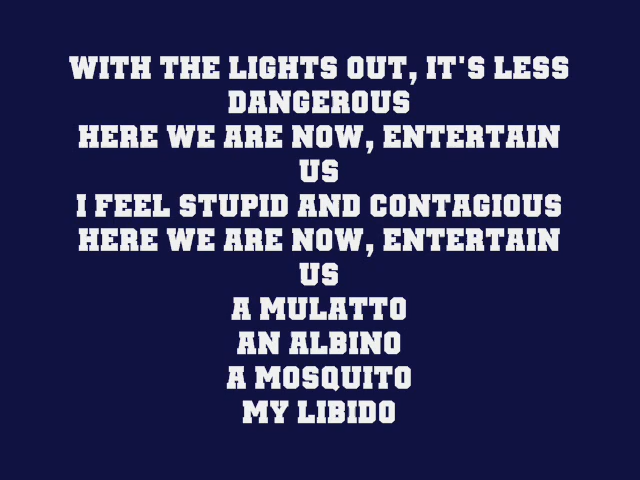 WITH THE LIGHTS OUT, IT'S LESS
DANGEROUS
HERE WE ARE NOW, ENTERTAIN
US
I FEEL STUPID AND CONTAGIOUS
HERE WE ARE NOW, ENTERTAIN
US
A MULATTO
AN ALBINO
A MOSQUITO
MY LIBIDO